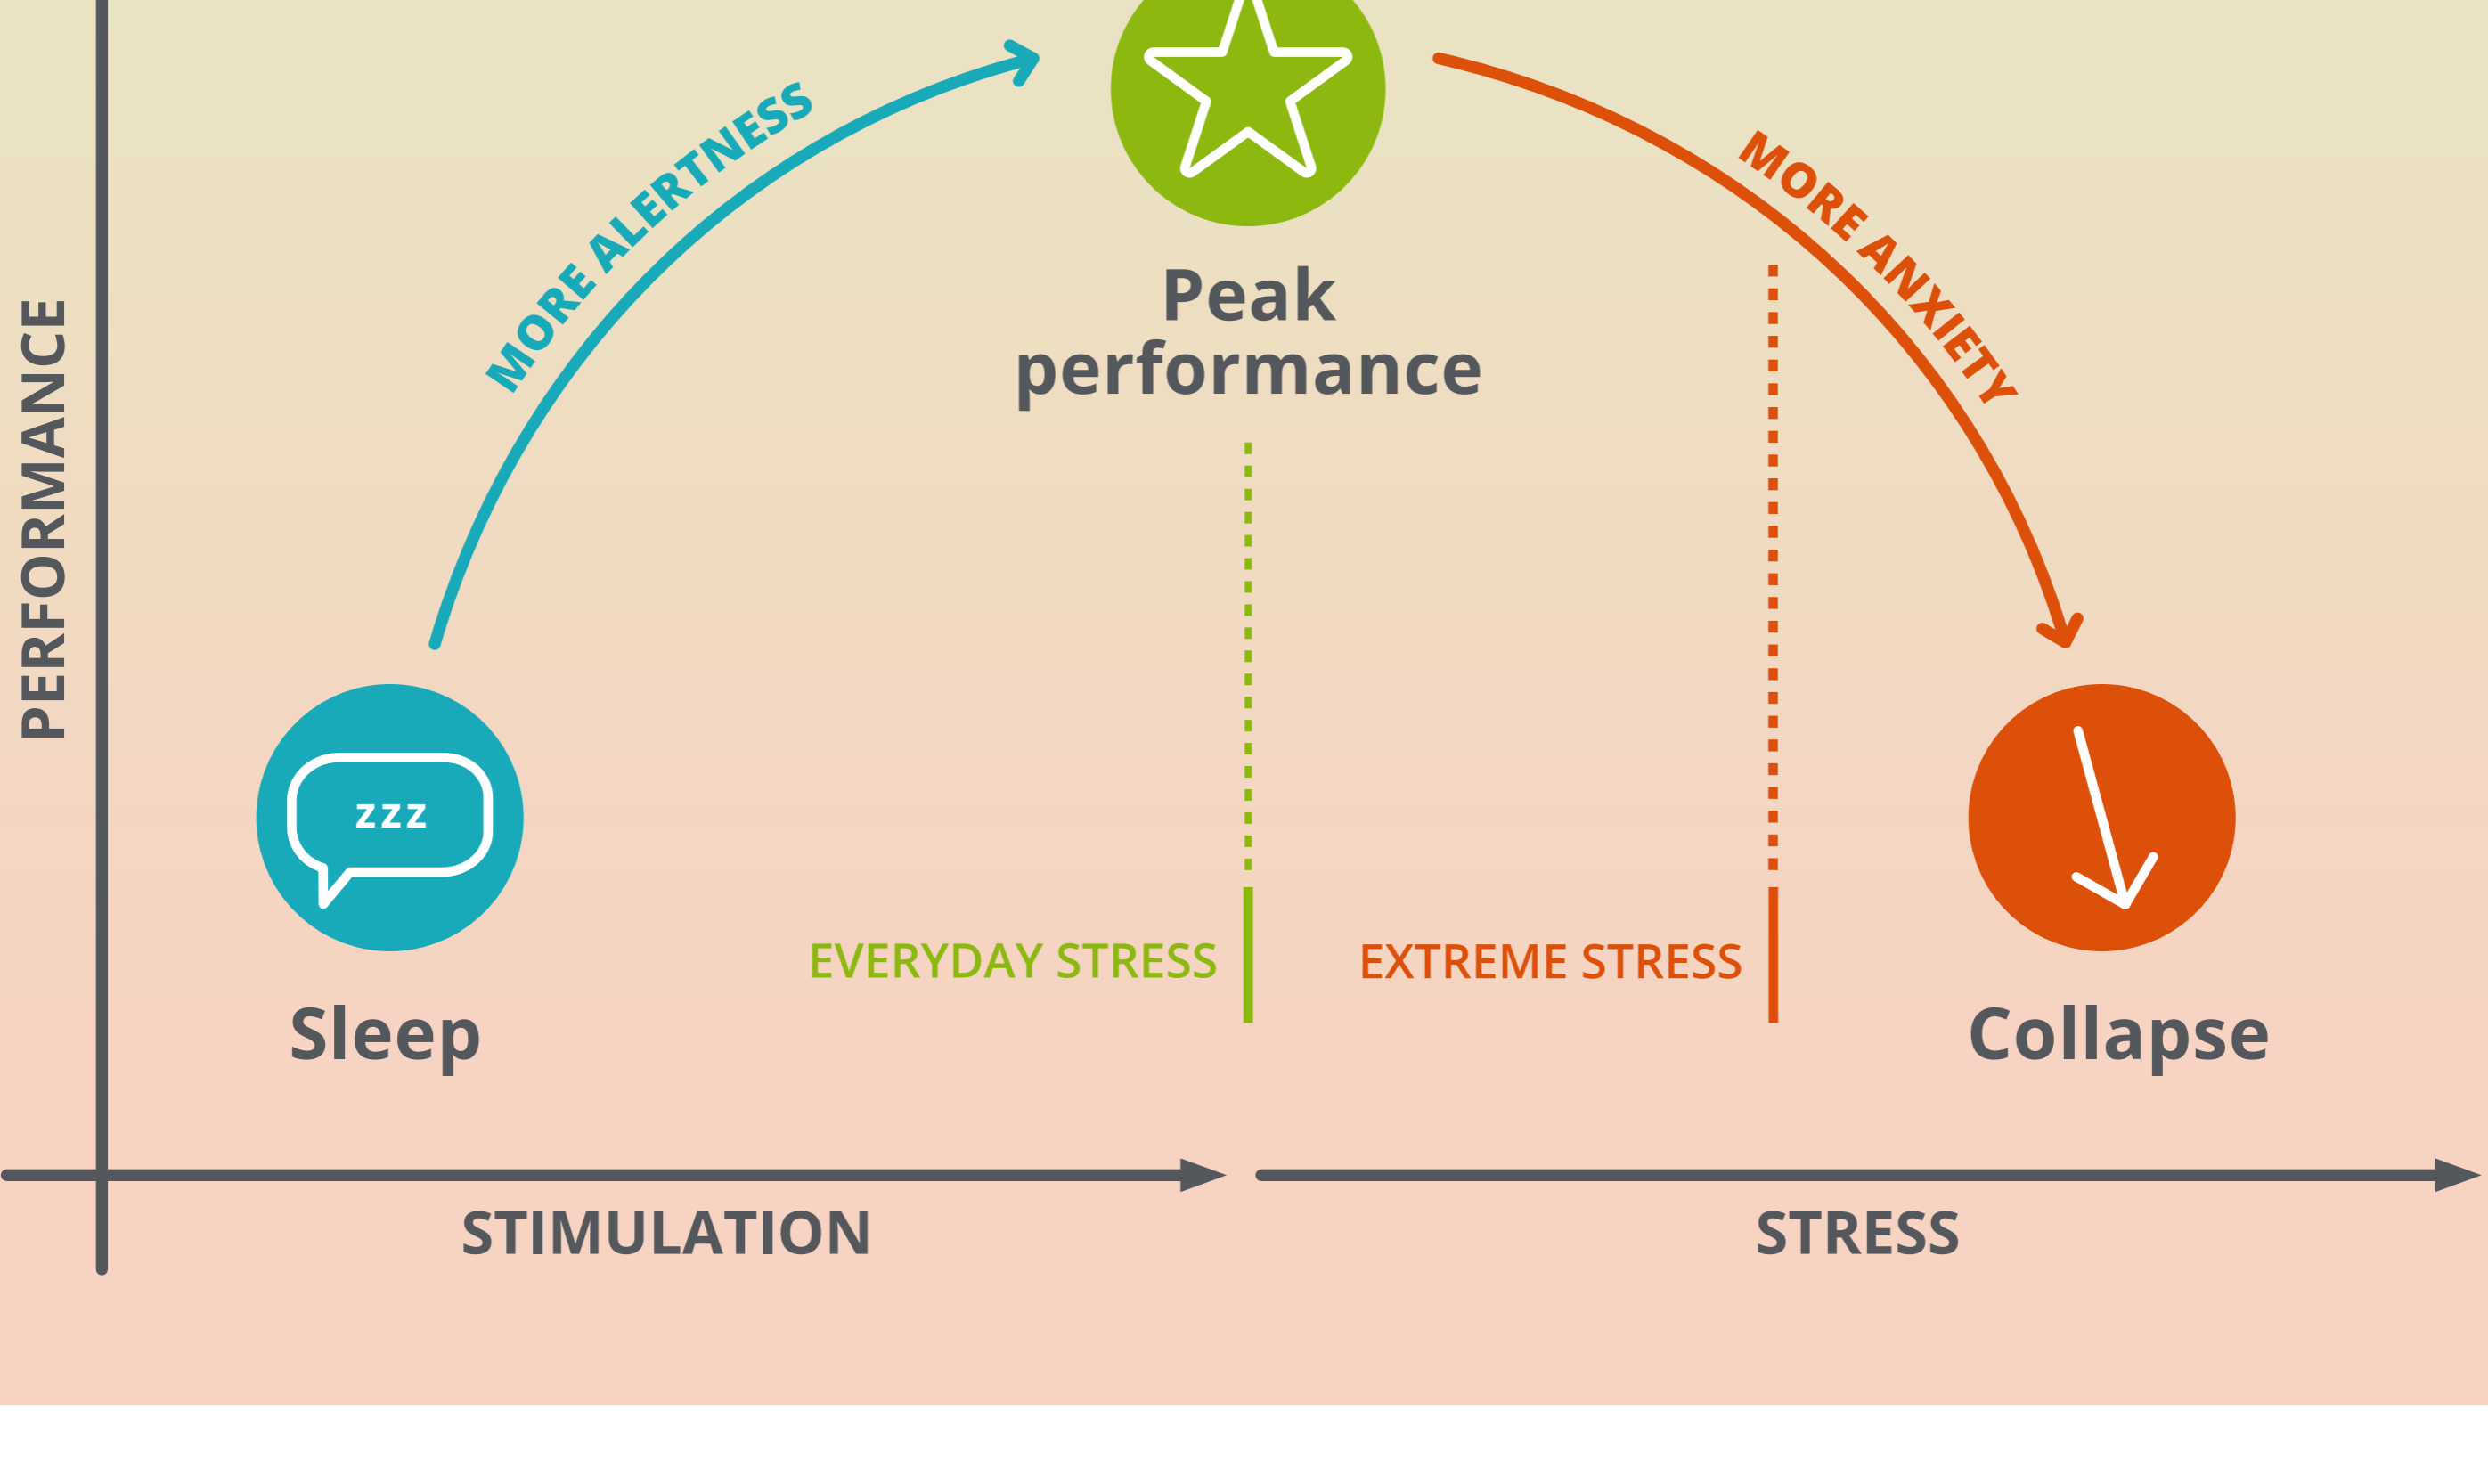 MORE ALERTNESS
MORE ANXIETY
Peak
performance
PERFORMANCE
zzz
EVERYDAY STRESS
EXTREME STRESS
Sleep
Collapse
STIMULATION
STRESS